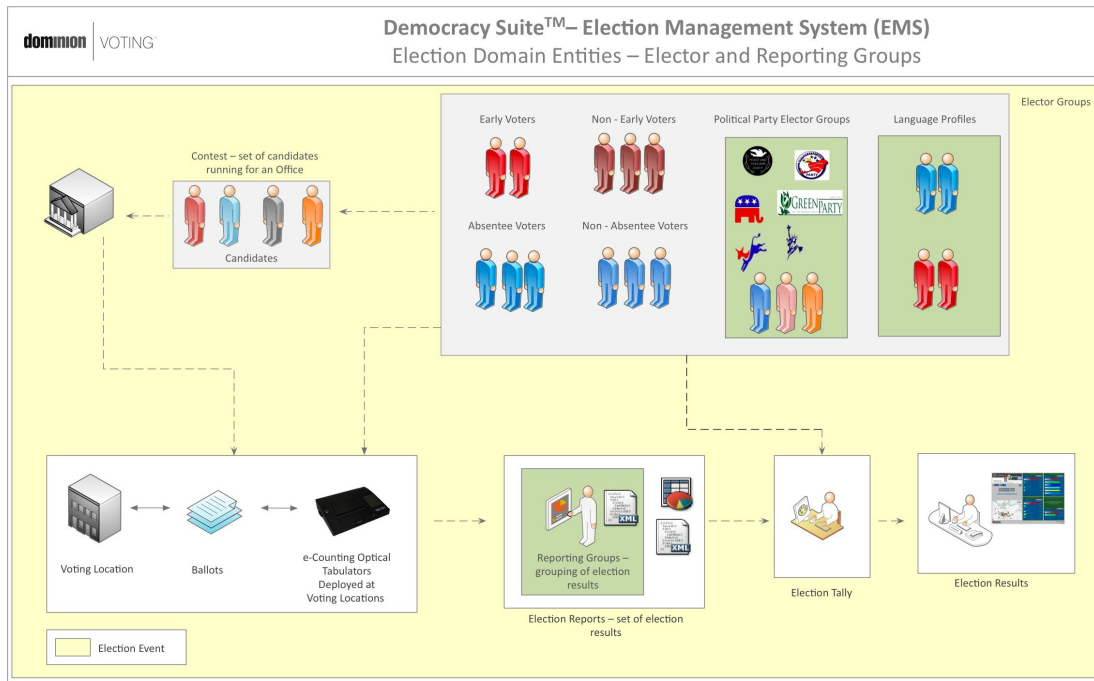 dominion VOTING
Democracy Suite™– Election Management System (EMS)
Election Domain Entities – Elector and Reporting Groups
Elector Groups
Early Voters
Non - Early Voters
Political Party Elector Groups
Language Profiles
Contest – set of candidates
running for an Office
GREENPARTY
Absentee Voters
Non - Absentee Voters
Candidates
XML
XML
Voting Location
Ballots
e-Counting Optical
Tabulators
Deployed at
Voting Locations
Reporting Groups –
grouping of election
results
Election Reports – set of election
results
Election Tally
Election Results
Election Event